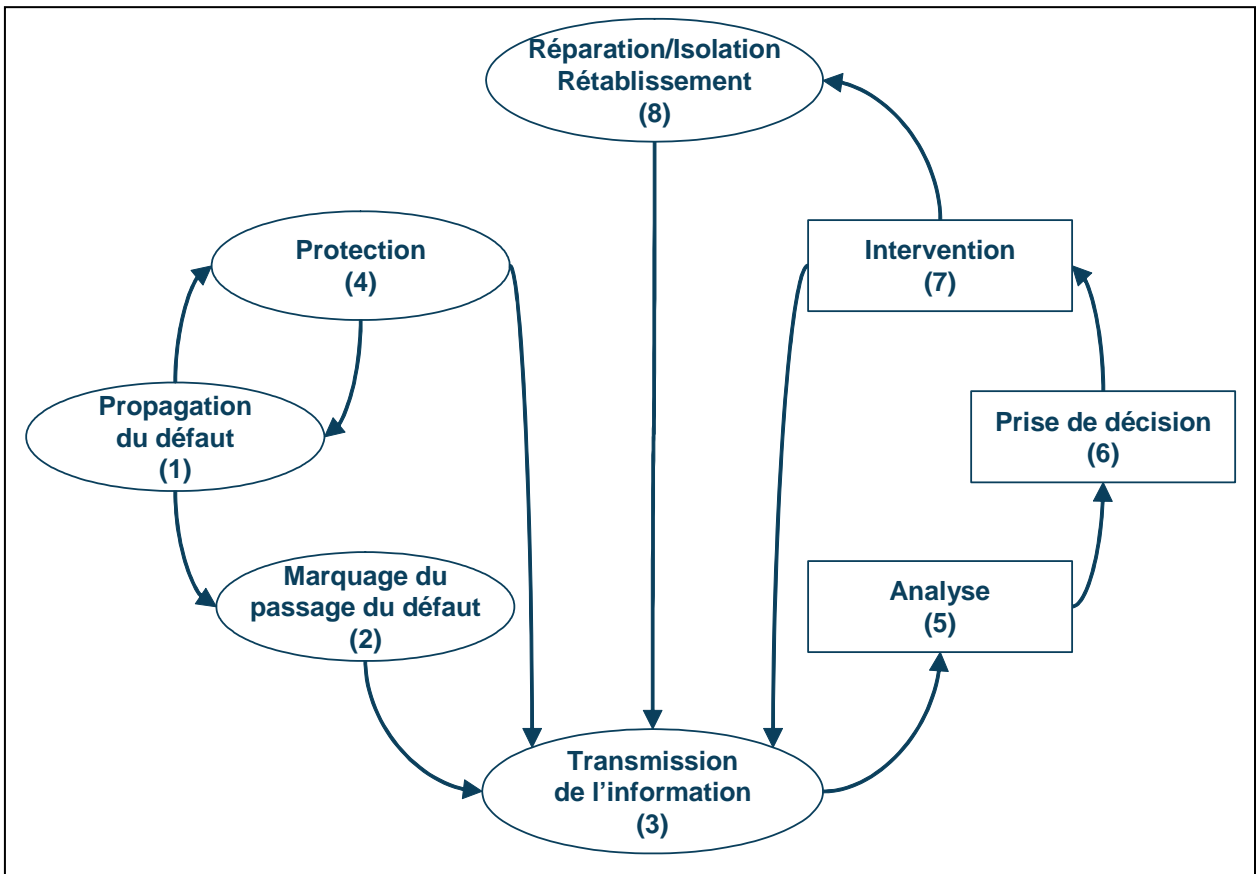 Réparation/Isolation
Rétablissement
(8)
Protection
(4)
Intervention
(7)
Propagation
du défaut
(1)
Prise de décision
(6)
Marquage du
passage du défaut
(2)
Analyse
(5)
Transmission
de l’information
(3)